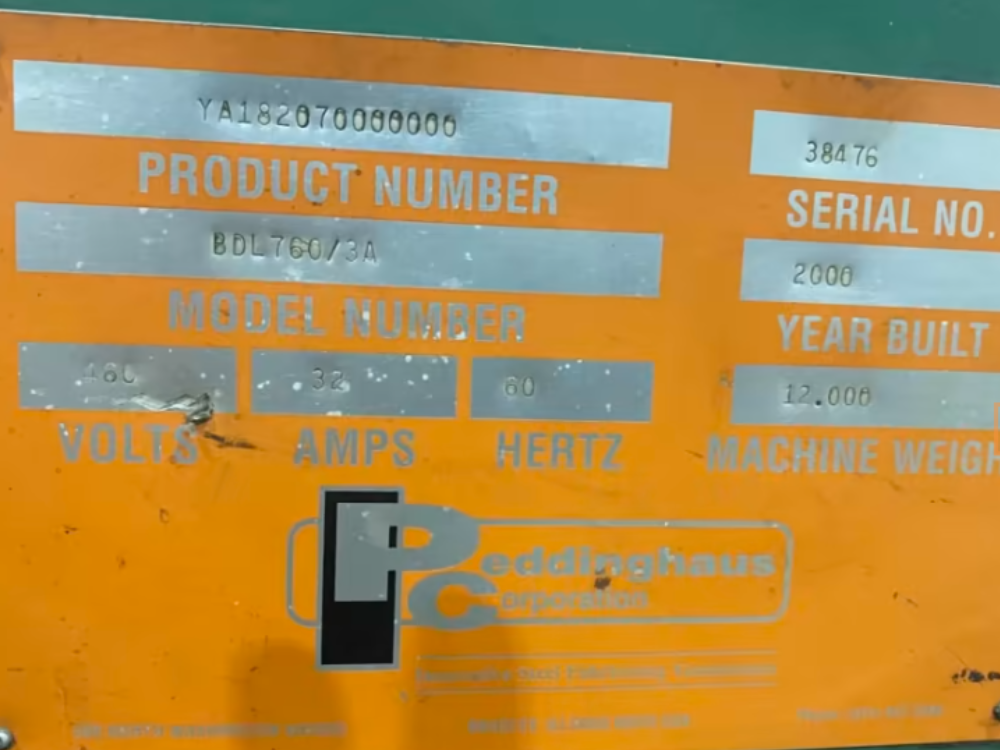 YA182070000000
PRODUCT NUMBER
38476
SERIAL NO.
BDL760/3A
MODEL NUMBER
2000
YEAR BUILT
480
VOLTS
32
AMPS
60
HERTZ
12.000
MACHINE WEIGH
Peddinghaus
Corporation